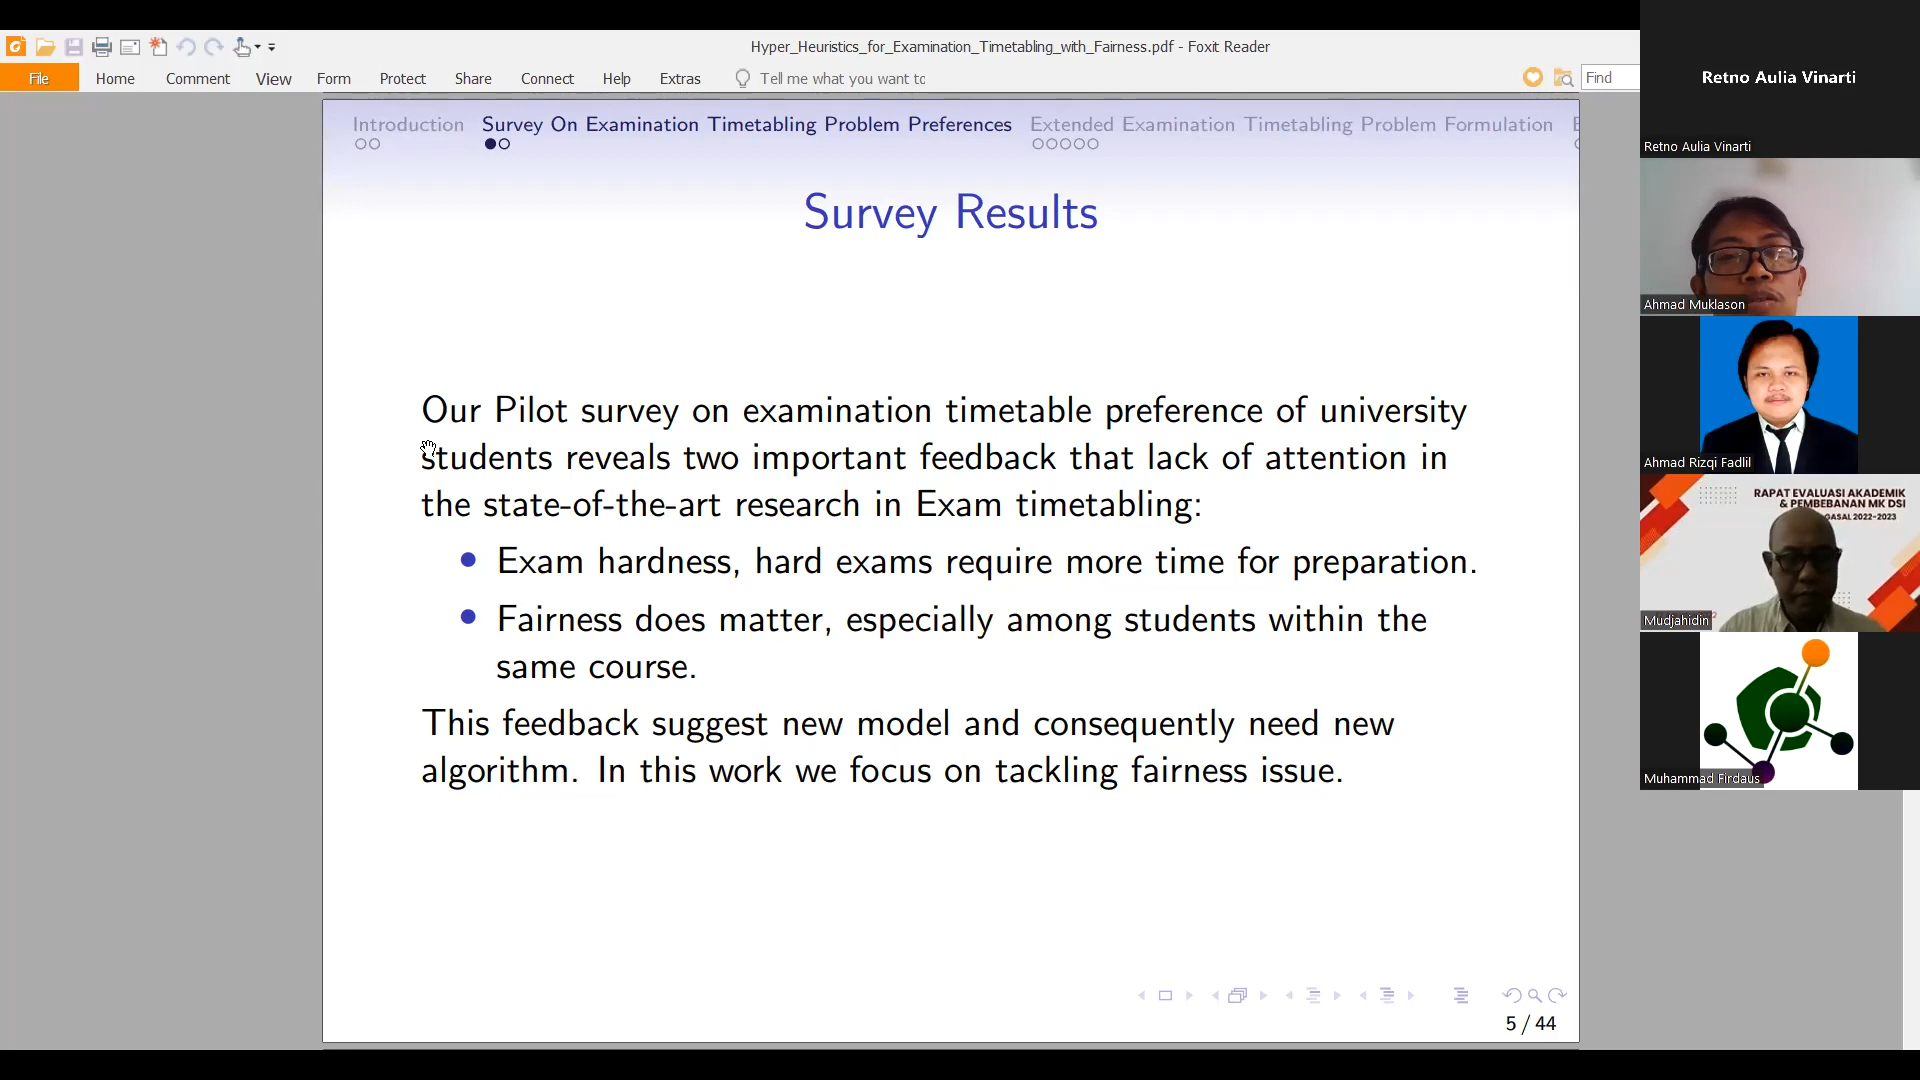 Hyper_Heuristics_for_Examination_Timetabling_with_Fairness.pdf - Foxit Reader
File Home Comment View Form Protect Share Connect Help Extras Tell me what you want to Find
Introduction Survey On Examination Timetabling Problem Preferences Extended Examination Timetabling Problem Formulation
Survey Results
Our Pilot survey on examination timetable preference of university
students reveals two important feedback that lack of attention in
the state-of-the-art research in Exam timetabling:
Exam hardness, hard exams require more time for preparation.
Fairness does matter, especially among students within the
same course.
This feedback suggest new model and consequently need new
algorithm. In this work we focus on tackling fairness issue.
5 / 44
Retno Aulia Vinarti
Retno Aulia Vinarti
Ahmad Muklason
Ahmad Rizqi Fadlil
RAPAT EVALUASI AKADEMIK
& PEMBEBANAN MK DSI
GASAL 2022-2023
Mudjahidin
Muhammad Firdaus